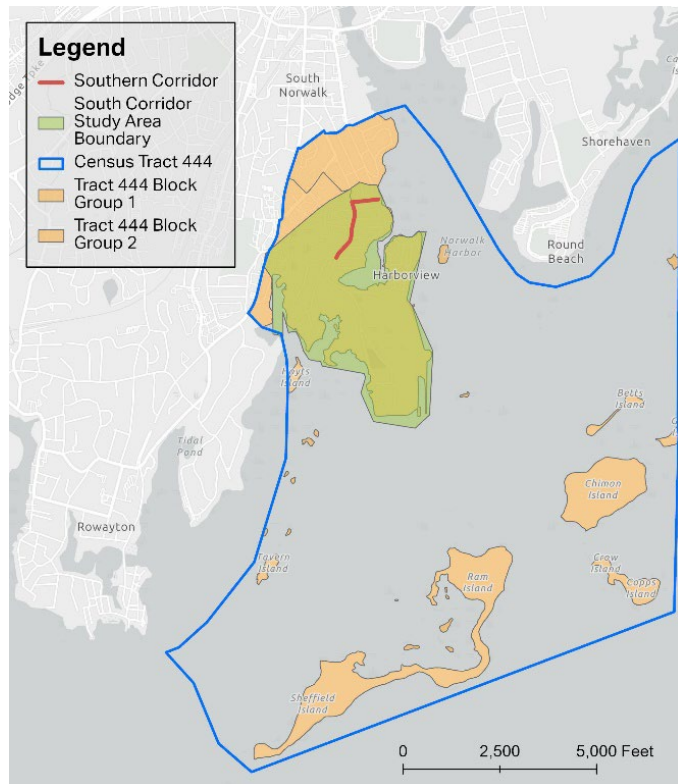 Legend
Southern Corridor
South Corridor
Study Area
Boundary
Census Tract 444
Tract 444 Block
Group 1
Tract 444 Block
Group 2
South
Norwalk
Shorehaven
Round
Beach
Norwalk
Harbor
Harborview
Hoyts
Island
Betts
Island
Tidal
Pond
Chimon
Island
Rowayton
Tavern
Island
Ram
Island
Crow
Island
Copps
Island
Sheffield
Island
0 2,500 5,000 Feet